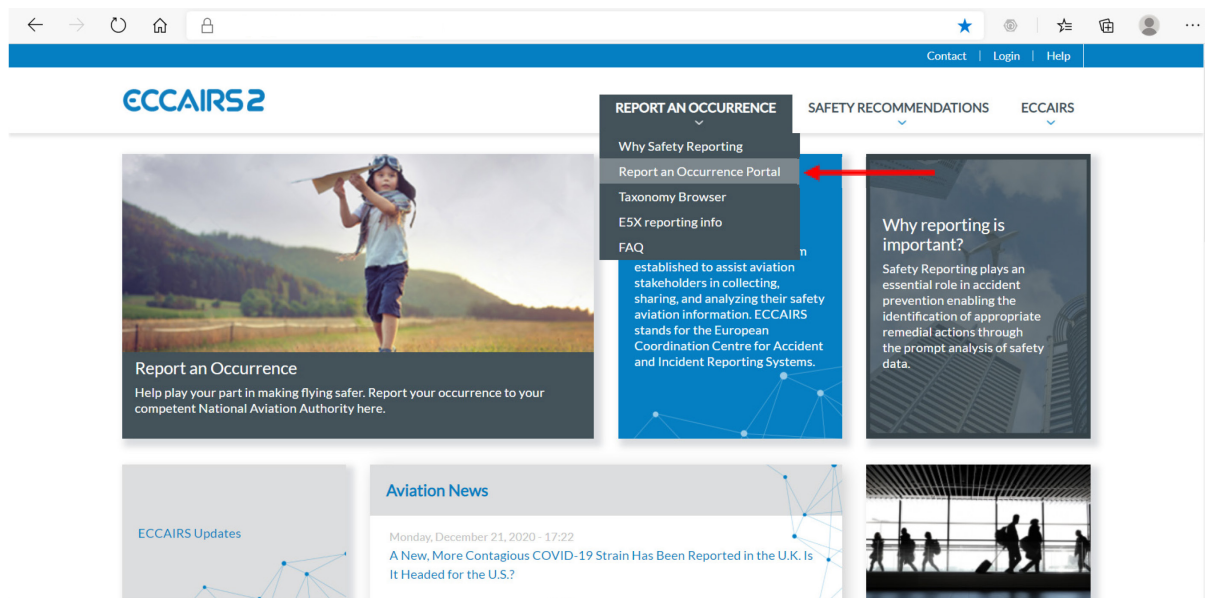 Contact | Login | Help
ECCAIRS 2
REPORT AN OCCURRENCE
SAFETY RECOMMENDATIONS
ECCAIRS
Why Safety Reporting
Report an Occurrence Portal
Taxonomy Browser
E5X reporting info
FAQ
established to assist aviation
stakeholders in collecting,
sharing, and analyzing their safety
aviation information. ECCAIRS
stands for the European
Coordination Centre for Accident
and Incident Reporting Systems.
Why reporting is
important?
Safety Reporting plays an
essential role in accident
prevention enabling the
identification of appropriate
remedial actions through
the prompt analysis of safety
data.
Report an Occurrence
Help play your part in making flying safer. Report your occurrence to your
competent National Aviation Authority here.
ECCAIRS Updates
Aviation News
Monday, December 21, 2020 - 17:22
A New, More Contagious COVID-19 Strain Has Been Reported in the U.K. Is
It Headed for the U.S.?